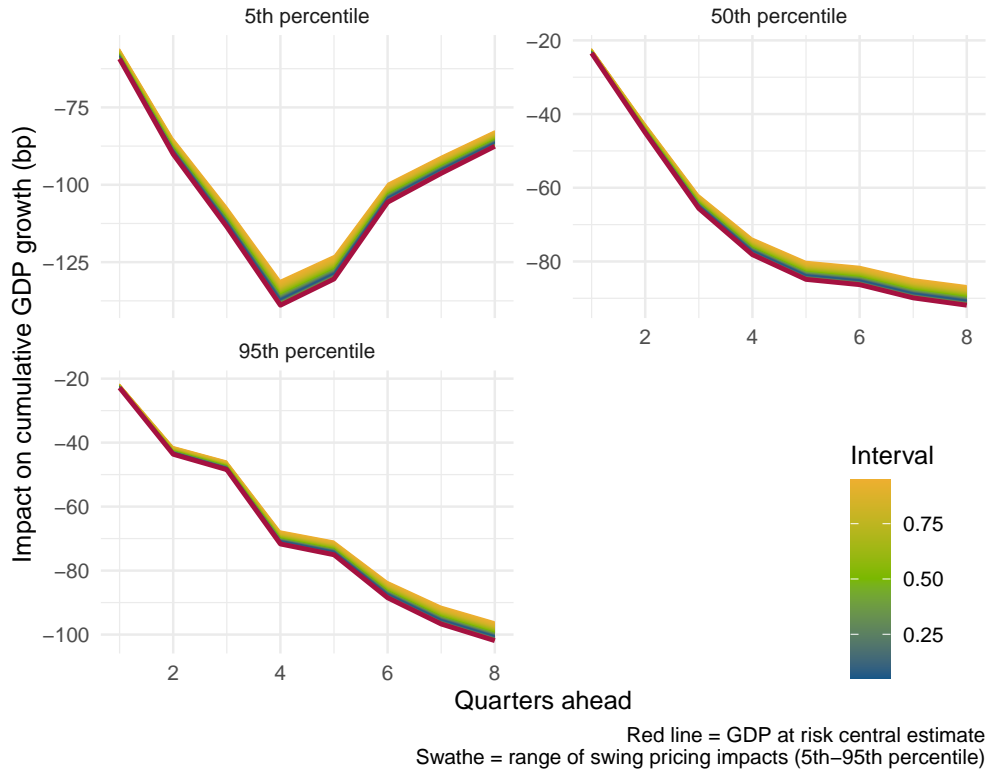 5th percentile
50th percentile
−20
−75
−40
−100
−60
−125
−80
2
4
6
8
95th percentile
−20
−40
−60
−80
−100
2
4
6
8
Impact on cumulative GDP growth (bp)
Quarters ahead
Interval
0.75
0.50
0.25
Red line = GDP at risk central estimate
Swathe = range of swing pricing impacts (5th−95th percentile)